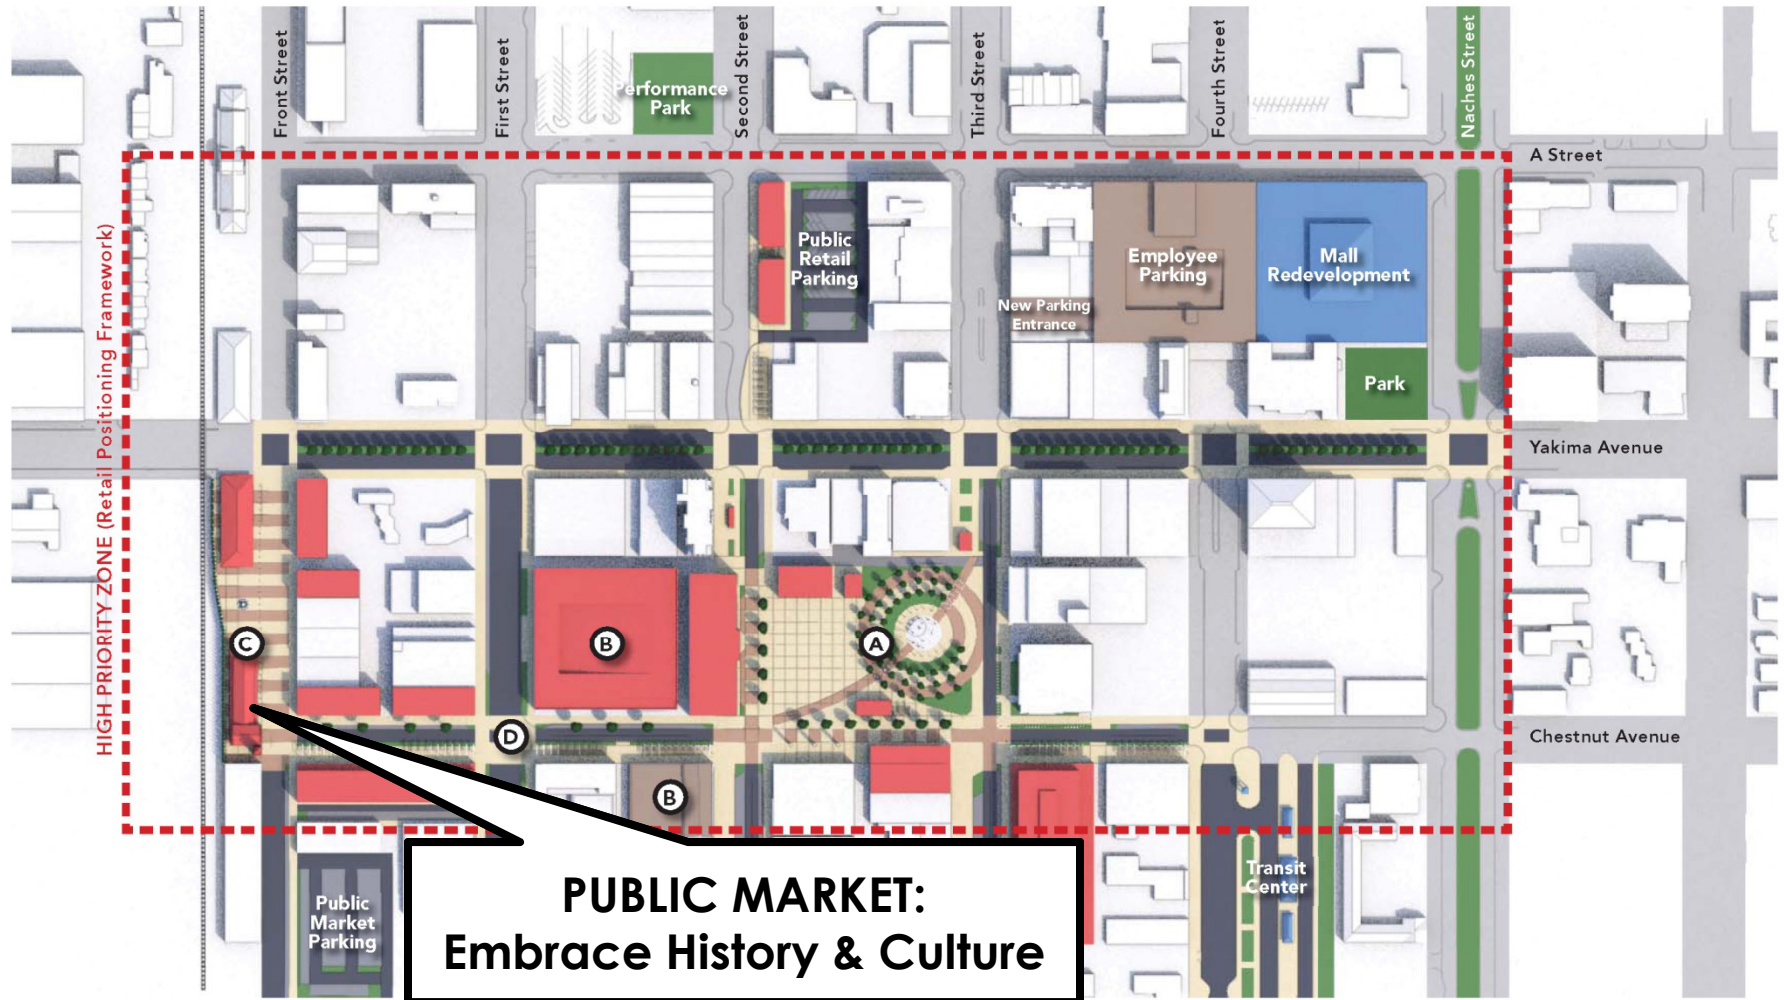 Front Street
First Street
Performance
Park
Second Street
Third Street
Fourth Street
Naches Street
A Street
HIGH PRIORITY ZONE (Retail Positioning Framework)
Public
Retail
Parking
Employee
Parking
Mall
Redevelopment
New Parking
Entrance
Park
Yakima Avenue
C
B
A
D
Chestnut Avenue
B
Public
Market
Parking
PUBLIC MARKET:
Embrace History & Culture
Transit
Center